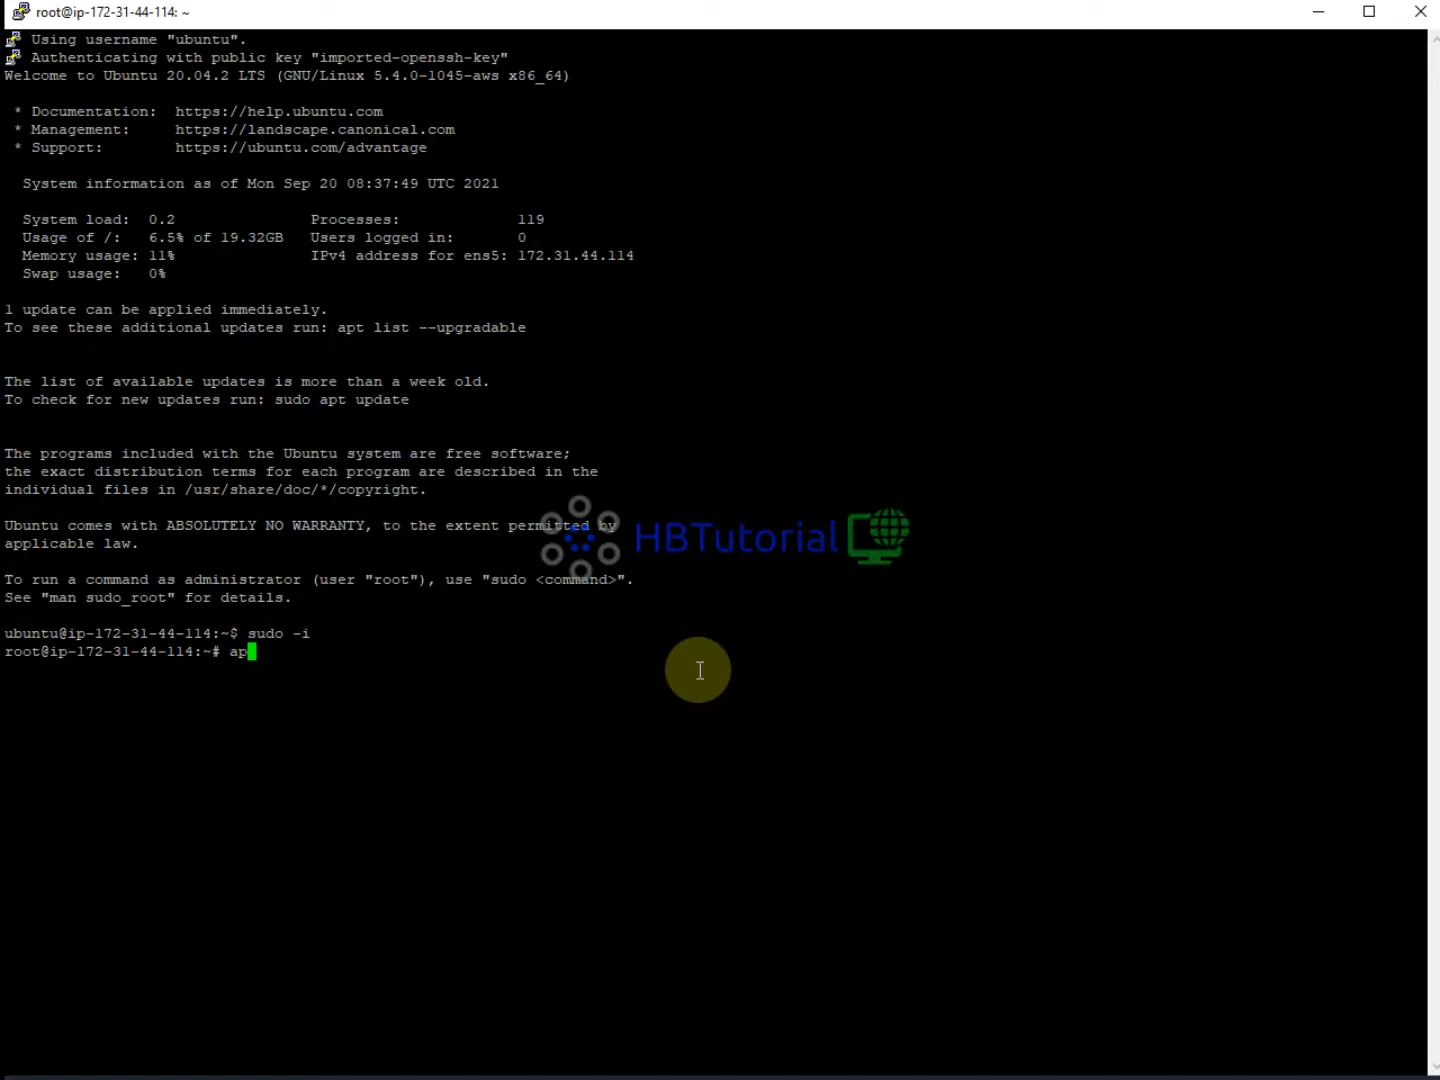 root@ip-172-31-44-114: ~
Using username "ubuntu".
Authenticating with public key "imported-openssh-key"
Welcome to Ubuntu 20.04.2 LTS (GNU/Linux 5.4.0-1045-aws x86_64)
* Documentation:  https://help.ubuntu.com
* Management:     https://landscape.canonical.com
* Support:        https://ubuntu.com/advantage
System information as of Mon Sep 20 08:37:49 UTC 2021
System load:  0.2               Processes:             119
Usage of /:   6.5% of 19.32GB   Users logged in:       0
Memory usage: 11%               IPv4 address for ens5: 172.31.44.114
Swap usage:   0%
1 update can be applied immediately.
To see these additional updates run: apt list --upgradable
The list of available updates is more than a week old.
To check for new updates run: sudo apt update
The programs included with the Ubuntu system are free software;
the exact distribution terms for each program are described in the
individual files in /usr/share/doc/*/copyright.
Ubuntu comes with ABSOLUTELY NO WARRANTY, to the extent permitted by
applicable law.
HBTutorial
To run a command as administrator (user "root"), use "sudo <command>".
See "man sudo_root" for details.
ubuntu@ip-172-31-44-114:~$ sudo -i
root@ip-172-31-44-114:~# ap